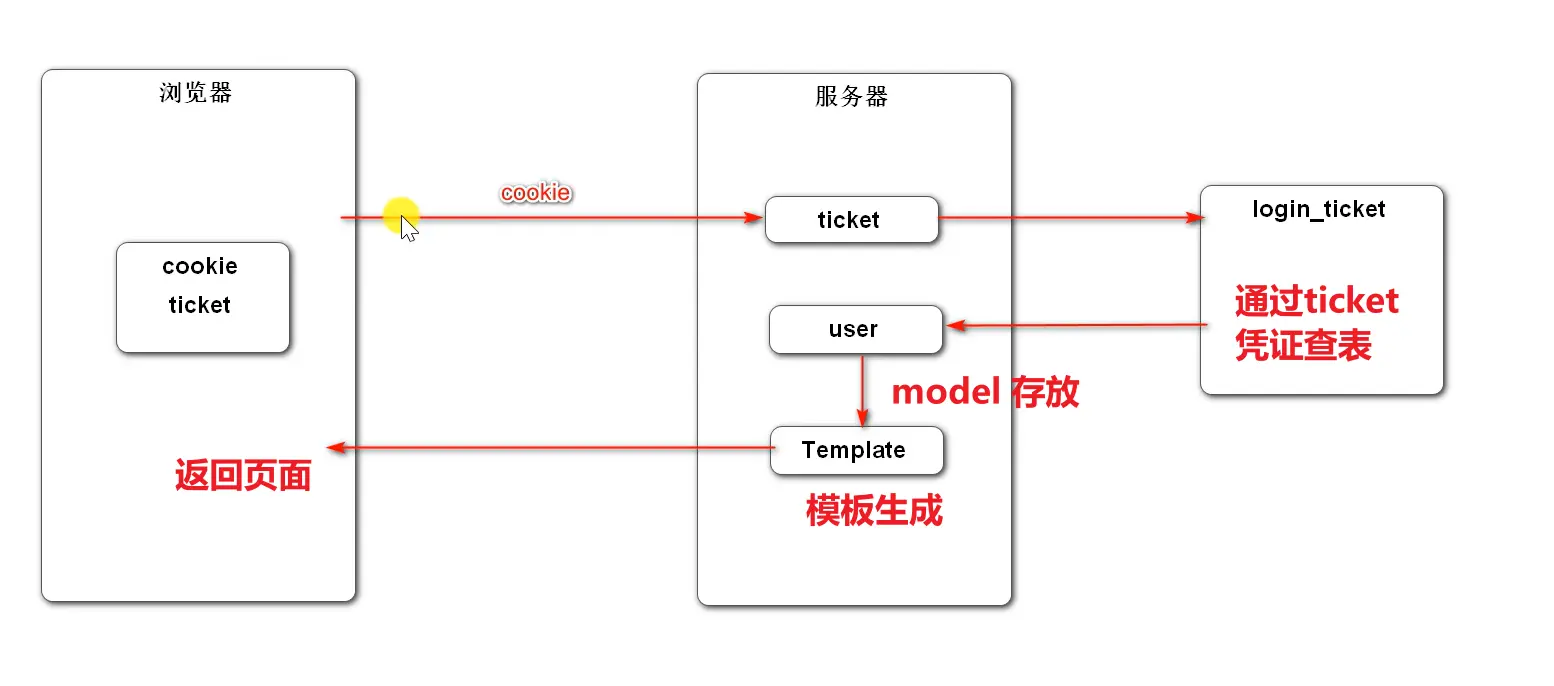 浏览器
cookie
ticket
返回页面
cookie
服务器
ticket
user
model 存放
Template
模板生成
login_ticket
通过ticket
凭证查表